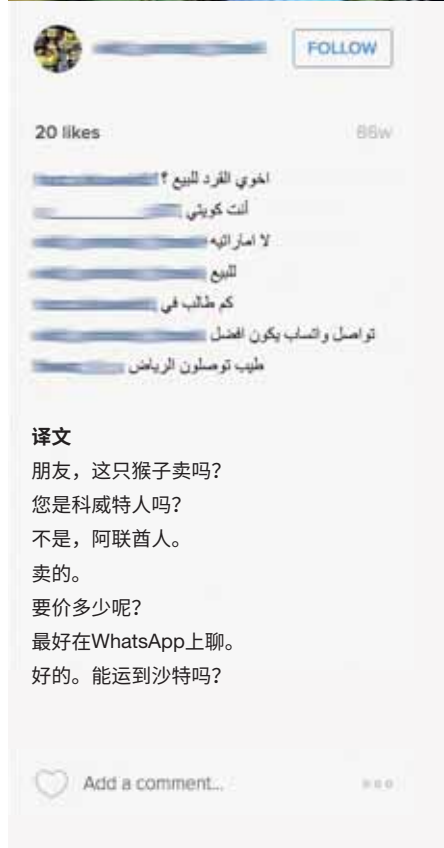 FOLLOW
20 likes
86w
اخوي القرد للبيع ؟
أنت كويتي
لا اماراتيه
للبيع
كم طالب في
تواصل واتساب يكون افضل
طيب توصلون الرياض
译文
朋友，这只猴子卖吗？
您是科威特人吗？
不是，阿联酋人。
卖的。
要价多少呢？
最好在WhatsApp上聊。
好的。能运到沙特吗？
Add a comment...